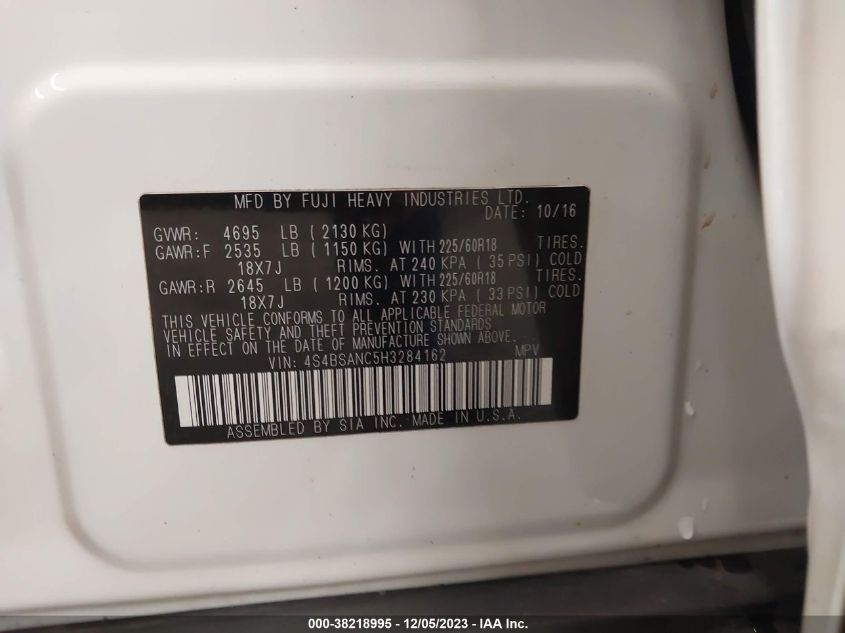 MFD BY FUJI HEAVY INDUSTRIES LTD.
DATE: 10/16
GVWR: 4695 LB ( 2130 KG)
GAWR:F 2535 LB ( 1150 KG) WITH 225/60R18 TIRES.
18X7J RIMS. AT 240 KPA ( 35 PSI) COLD
GAWR:R 2645 LB ( 1200 KG) WITH 225/60R18 TIRES.
18X7J RIMS. AT 230 KPA ( 33 PSI) COLD
THIS VEHICLE CONFORMS TO ALL APPLICABLE FEDERAL MOTOR
VEHICLE SAFETY AND THEFT PREVENTION STANDARDS
IN EFFECT ON THE DATE OF MANUFACTURE SHOWN ABOVE.
VIN: 4S4BSANC5H3284162 MPV
ASSEMBLED BY SIA INC. MADE IN U.S.A.
000-38218995 - 12/05/2023 - IAA Inc.